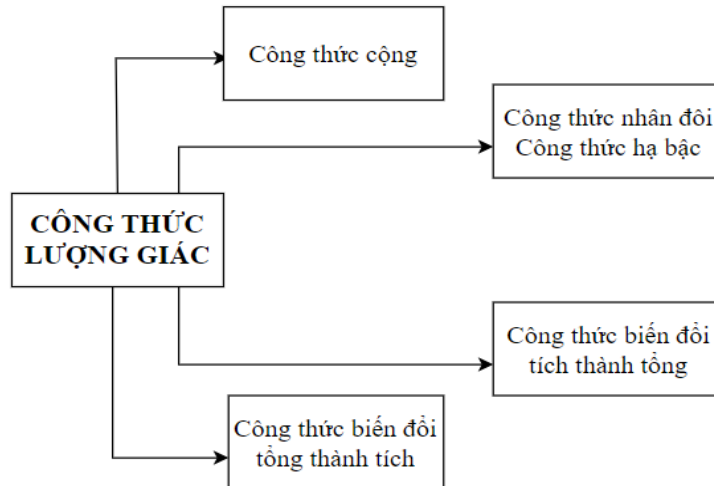 Công thức cộng
Công thức nhân đôi
Công thức hạ bậc
CÔNG THỨC
LƯỢNG GIÁC
Công thức biến đổi
tích thành tổng
Công thức biến đổi
tổng thành tích